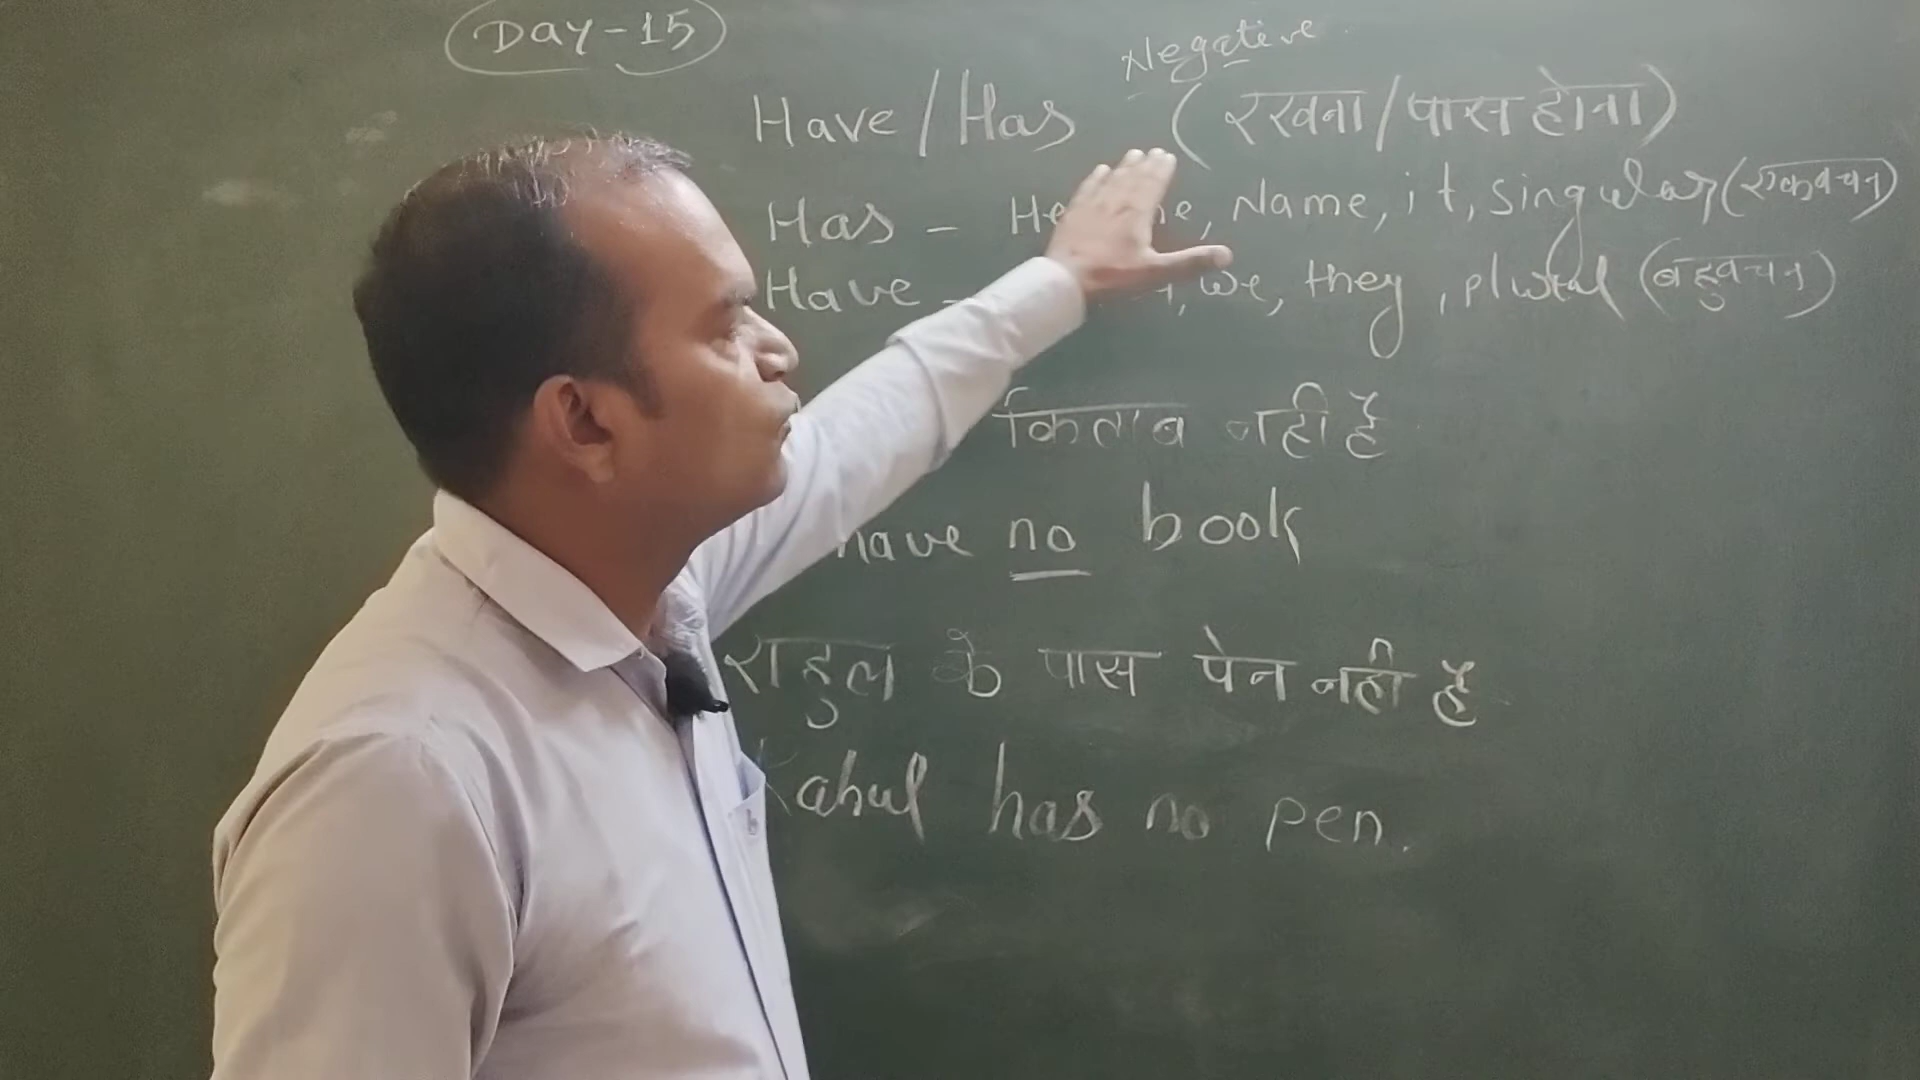 Day-15
Negative
Have/Has (रखना/पास होना)
Has - He, Name, it, singular (एकवचन)
Have - we, they, plural (बहुवचन)
किताब नही है
have no book
राहुल के पास पेन नही है
Rahul has no pen.